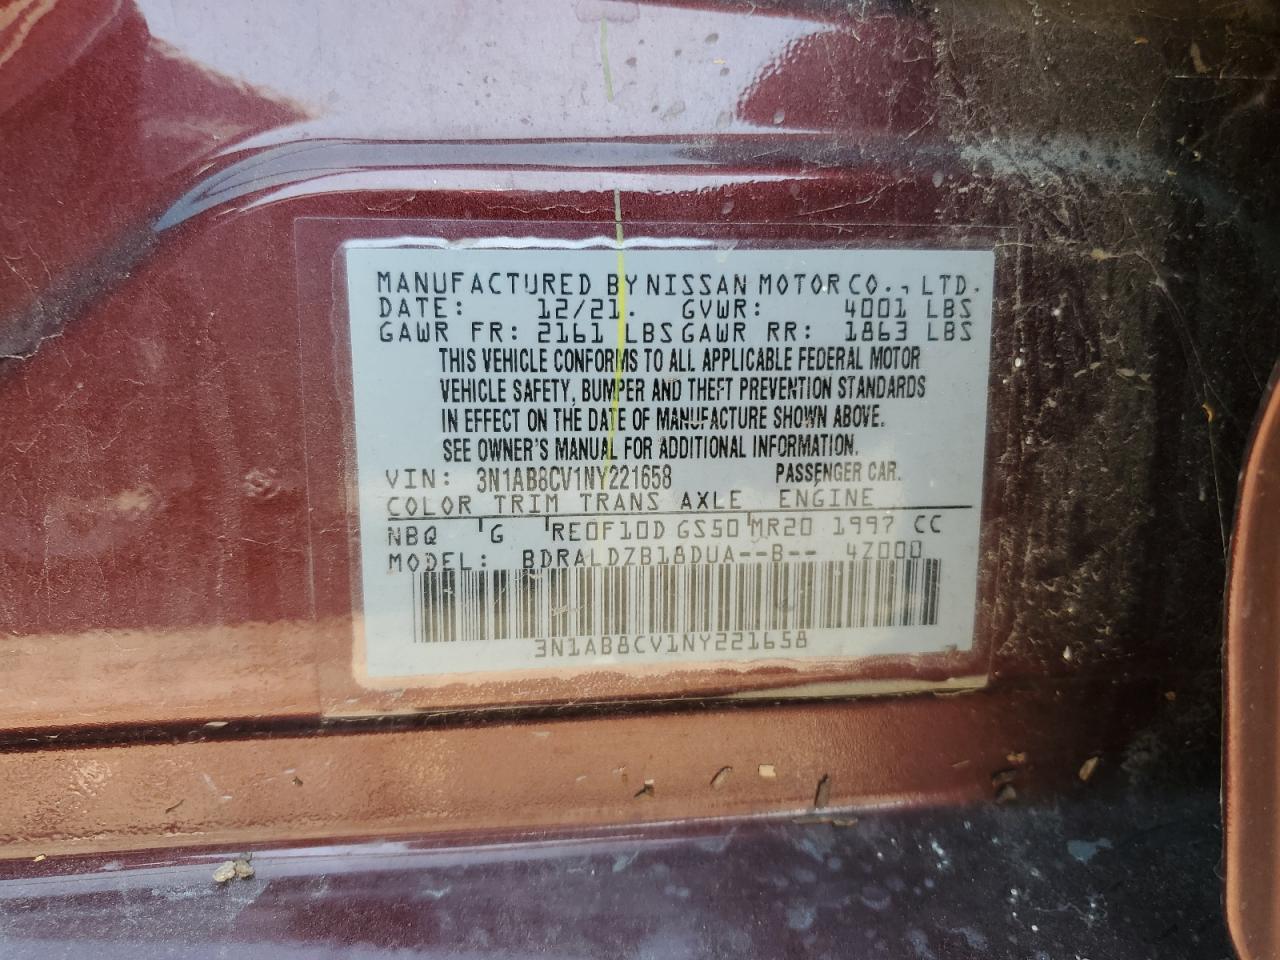 MANUFACTURED BY NISSAN MOTOR CO., LTD.
DATE: 12/21. GVWR: 4001 LBS
GAWR FR: 2161 LBS GAWR RR: 1863 LBS
THIS VEHICLE CONFORMS TO ALL APPLICABLE FEDERAL MOTOR
VEHICLE SAFETY, BUMPER AND THEFT PREVENTION STANDARDS
IN EFFECT ON THE DATE OF MANUFACTURE SHOWN ABOVE.
SEE OWNER'S MANUAL FOR ADDITIONAL INFORMATION.
VIN: 3N1AB8CV1NY221658 PASSENGER CAR.
COLOR TRIM TRANS AXLE ENGINE
NBQ G RE0F10D GS50 MR20 1997 CC
MODEL: BDRALDZB18DUA--B-- 4Z000
3N1AB8CV1NY221658